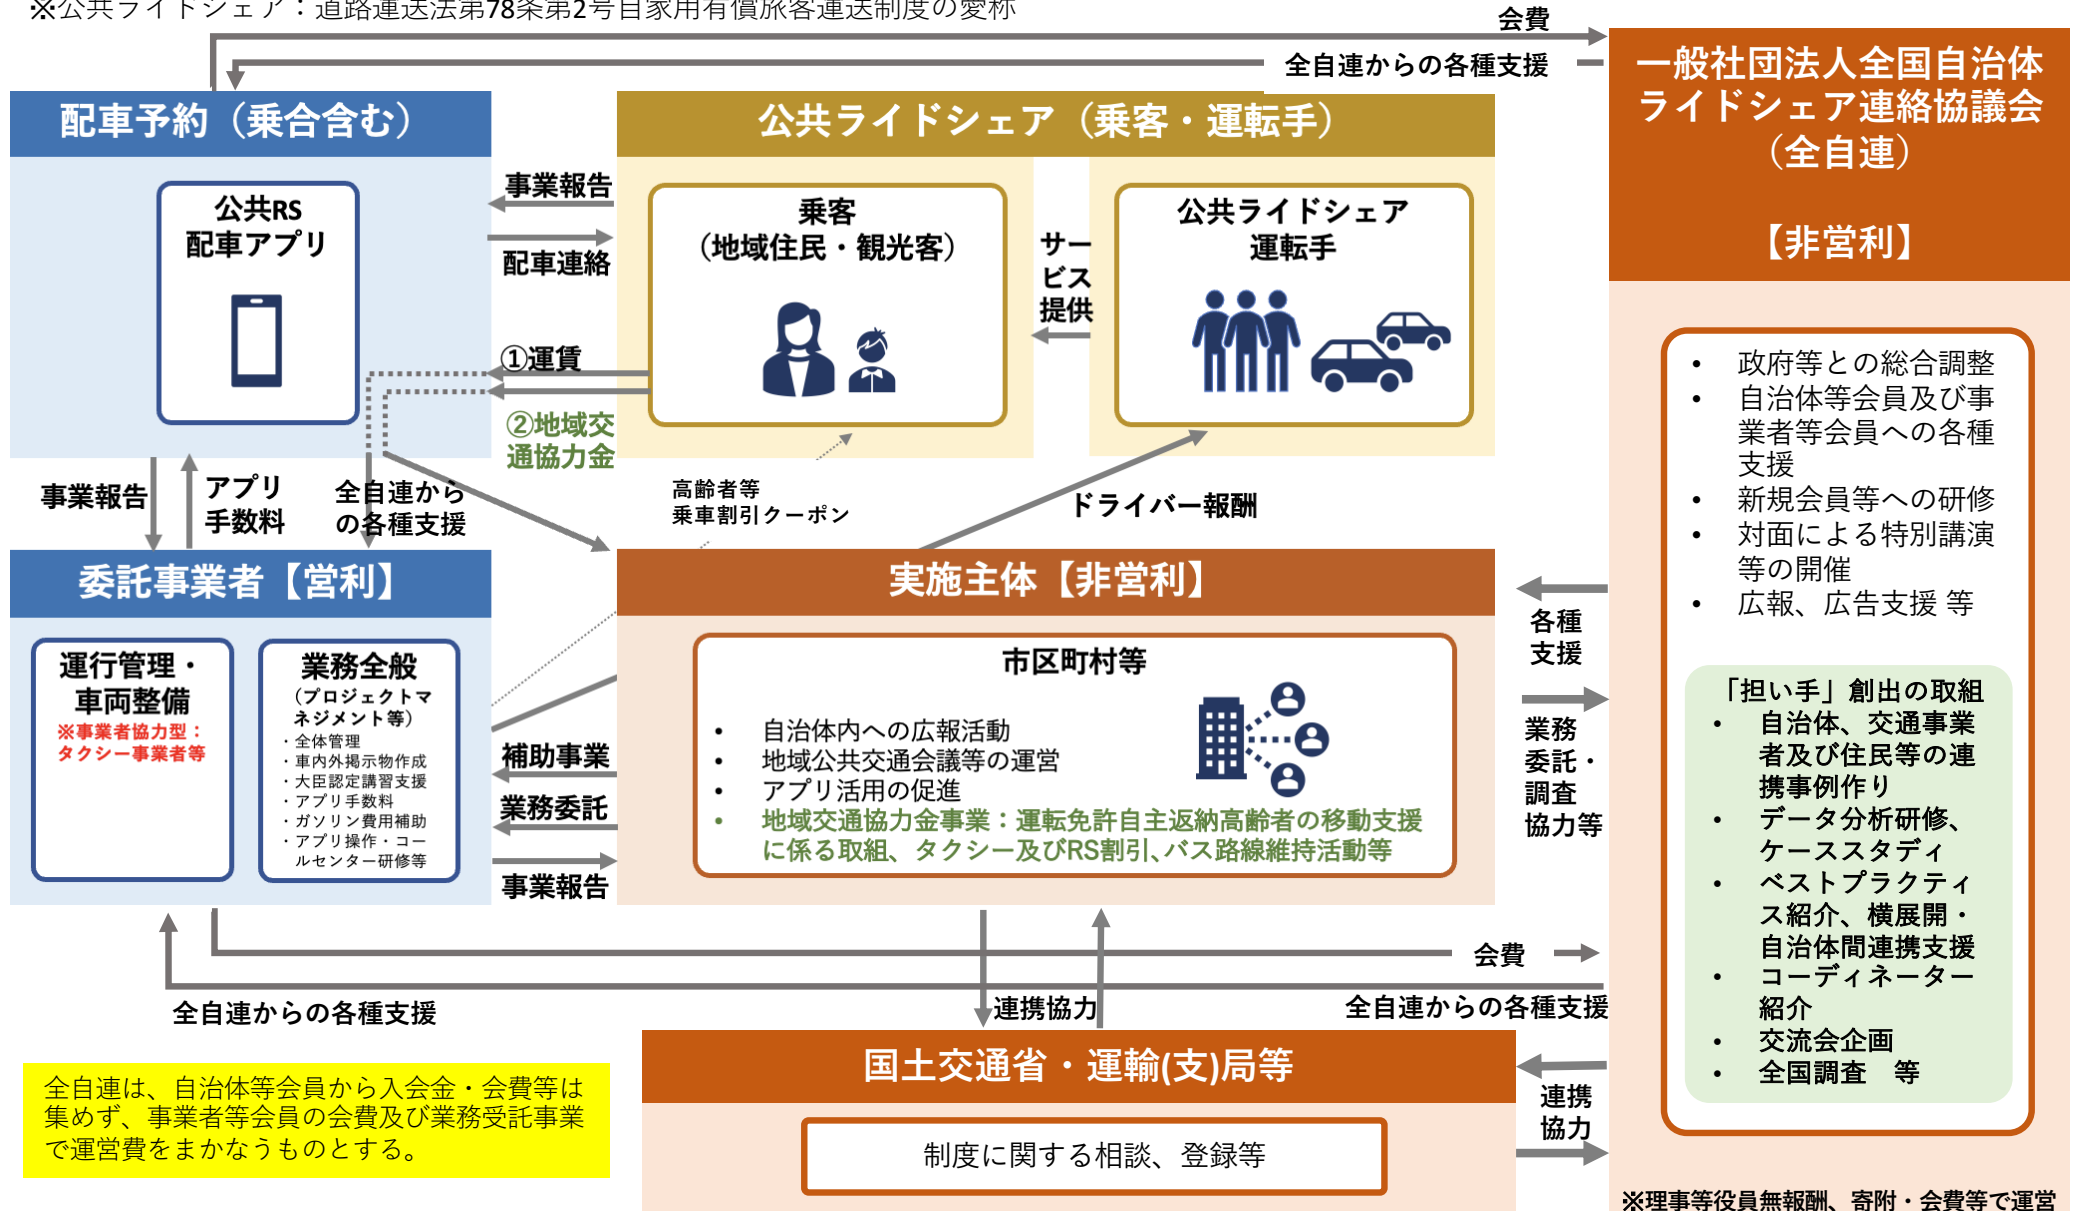 ※公共ライドシェア：道路運送法第78条第2号自家用有償旅客運送制度の愛称
会費
全自連からの各種支援
配車予約（乗合含む）
公共RS
配車アプリ
事業報告
配車連絡
①運賃
②地域交
通協力金
公共ライドシェア（乗客・運転手）
乗客
（地域住民・観光客）
サー
ビス
提供
公共ライドシェア
運転手
事業報告
アプリ
手数料
全自連から
の各種支援
高齢者等
乗車割引クーポン
ドライバー報酬
委託事業者【営利】
運行管理・
車両整備
※事業者協力型：
タクシー事業者等
業務全般
（プロジェクトマ
ネジメント等）
・全体管理
・車内外掲示物作成
・大臣認定講習支援
・アプリ手数料
・ガソリン費用補助
・アプリ操作・コー
ルセンター研修等
補助事業
業務委託
事業報告
実施主体【非営利】
市区町村等
• 自治体内への広報活動
• 地域公共交通会議等の運営
• アプリ活用の促進
• 地域交通協力金事業：運転免許自主返納高齢者の移動支援
に係る取組、タクシー及びRS割引、バス路線維持活動等
各種
支援
業務
委託・
調査
協力等
会費
全自連からの各種支援
全自連からの各種支援
連携協力
国土交通省・運輸(支)局等
制度に関する相談、登録等
連携
協力
全自連は、自治体等会員から入会金・会費等は
集めず、事業者等会員の会費及び業務受託事業
で運営費をまかなうものとする。
一般社団法人全国自治体
ライドシェア連絡協議会
（全自連）
【非営利】
• 政府等との総合調整
• 自治体等会員及び事
業者等会員への各種
支援
• 新規会員等への研修
• 対面による特別講演
等の開催
• 広報、広告支援 等
「担い手」創出の取組
• 自治体、交通事業
者及び住民等の連
携事例作り
• データ分析研修、
ケーススタディ
• ベストプラクティ
ス紹介、横展開・
自治体間連携支援
• コーディネーター
紹介
• 交流会企画
• 全国調査　等
※理事等役員無報酬、寄附・会費等で運営